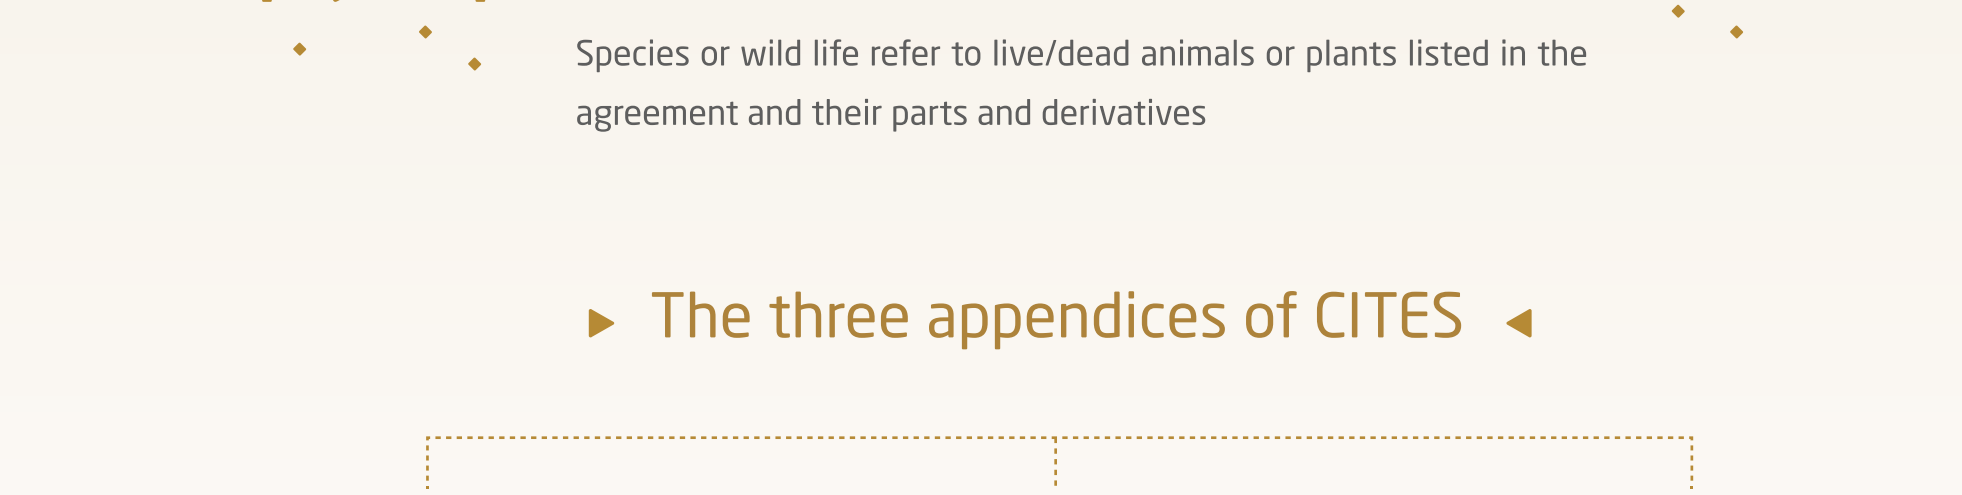 Species or wild life refer to live/dead animals or plants listed in the
agreement and their parts and derivatives
The three appendices of CITES